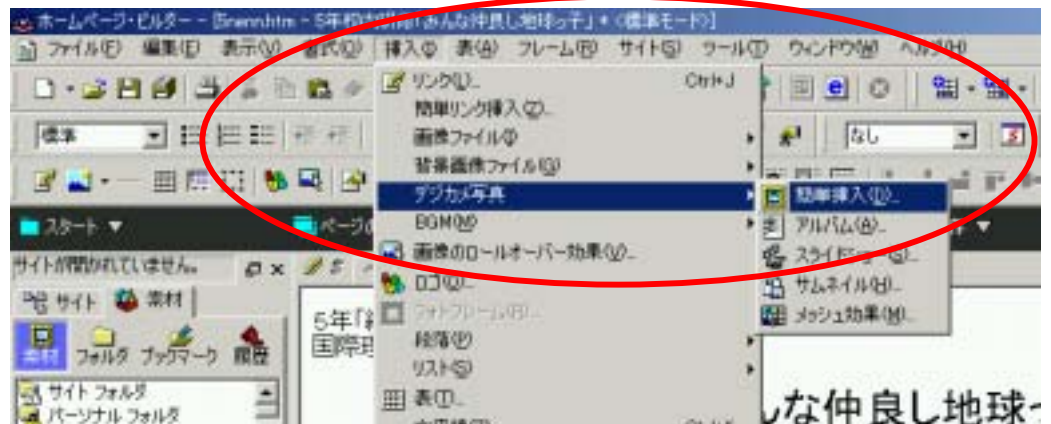 ホームページ・ビルダー - [5nennhtm - 5年 みんな仲良し地球っ子」 * <標準モード>]
ファイル(F) 編集(E) 表示(V) 書式(O) 挿入(I) 表(A) フレーム(R) サイト(S) ツール(T) ウィンドウ(W) ヘルプ(H)
標準
なし
リンク(L)... Ctrl+J
簡単リンク挿入(Z)...
画像ファイル(I)
背景画像ファイル(G)
デジカメ写真
BGM(M)
画像のロールオーバー効果(V)...
ロゴ(O)...
フォトフレーム(R)...
段落(P)
リスト(S)
表(T)...
簡単挿入(D)...
アルバム(A)...
スライドショー(G)...
サムネイル(H)...
メッシュ効果(M)...
スタート
ページの
サイトが開かれていません。
サイト 素材
素材 フォルダ ブックマーク 履歴
サイト フォルダ
パーソナル フォルダ
5年「
国際理
んな仲良し地球っ